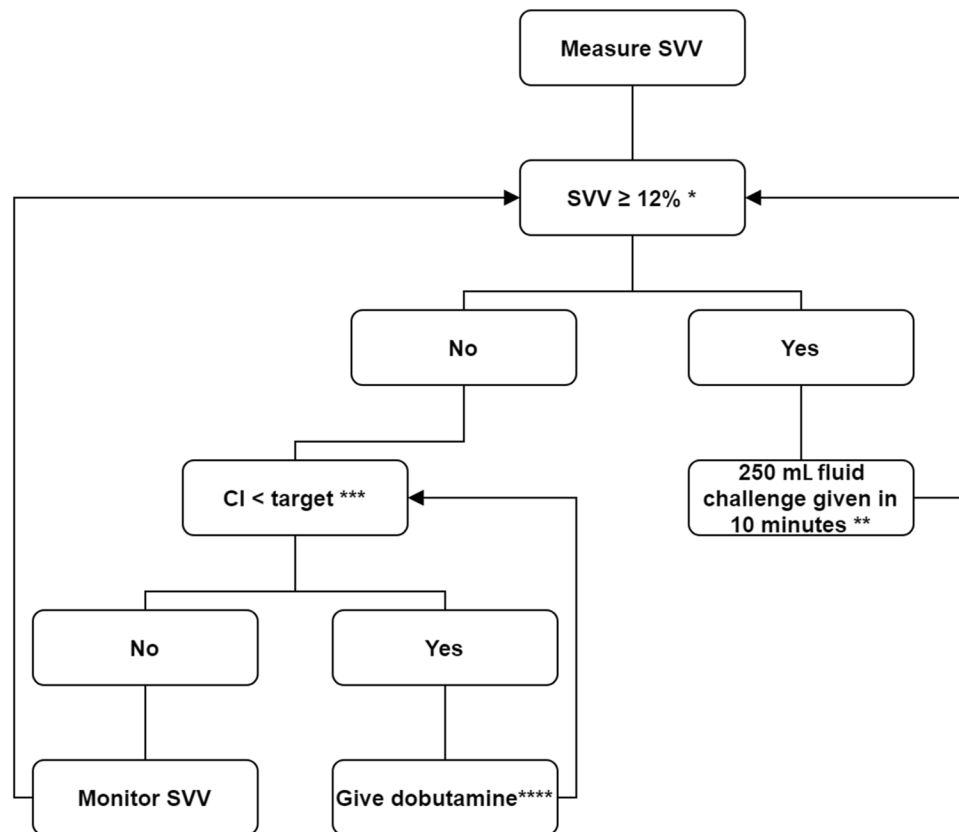 Measure SVV
SVV ≥ 12% *
No
Yes
CI < target ***
250 mL fluid
challenge given in
10 minutes **
No
Yes
Monitor SVV
Give dobutamine****